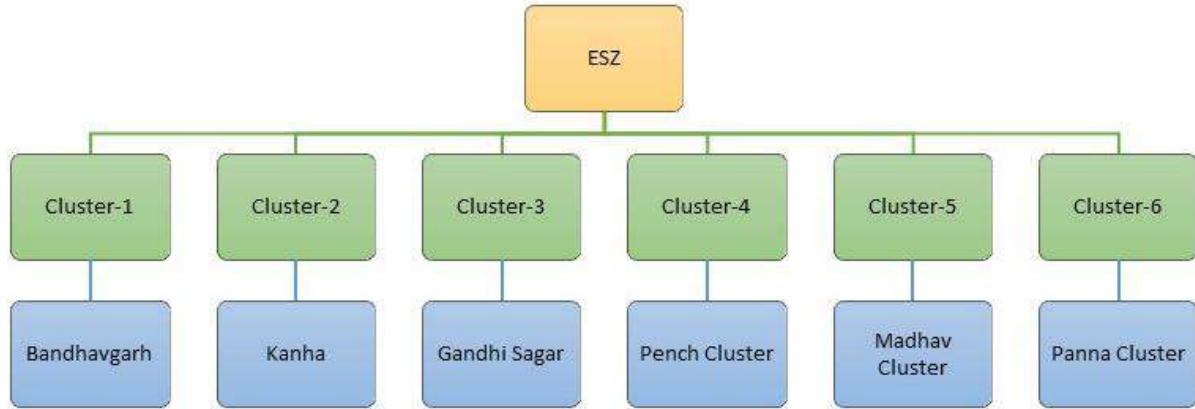 ESZ
Cluster-1
Cluster-2
Cluster-3
Cluster-4
Cluster-5
Cluster-6
Bandhavgarh
Kanha
Gandhi Sagar
Pench Cluster
Madhav
Cluster
Panna Cluster